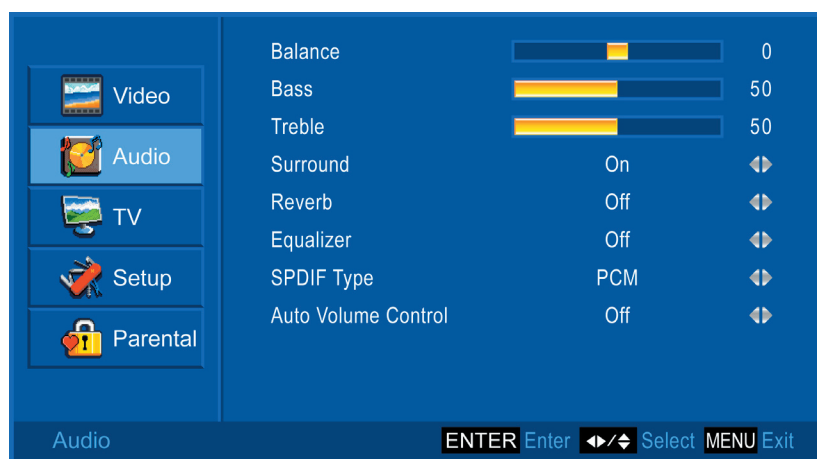 Video
Audio
TV
Setup
Parental
Balance 0
Bass 50
Treble 50
Surround On
Reverb Off
Equalizer Off
SPDIF Type PCM
Auto Volume Control Off
Audio ENTER Enter ◀▶/▲▼ Select MENU Exit